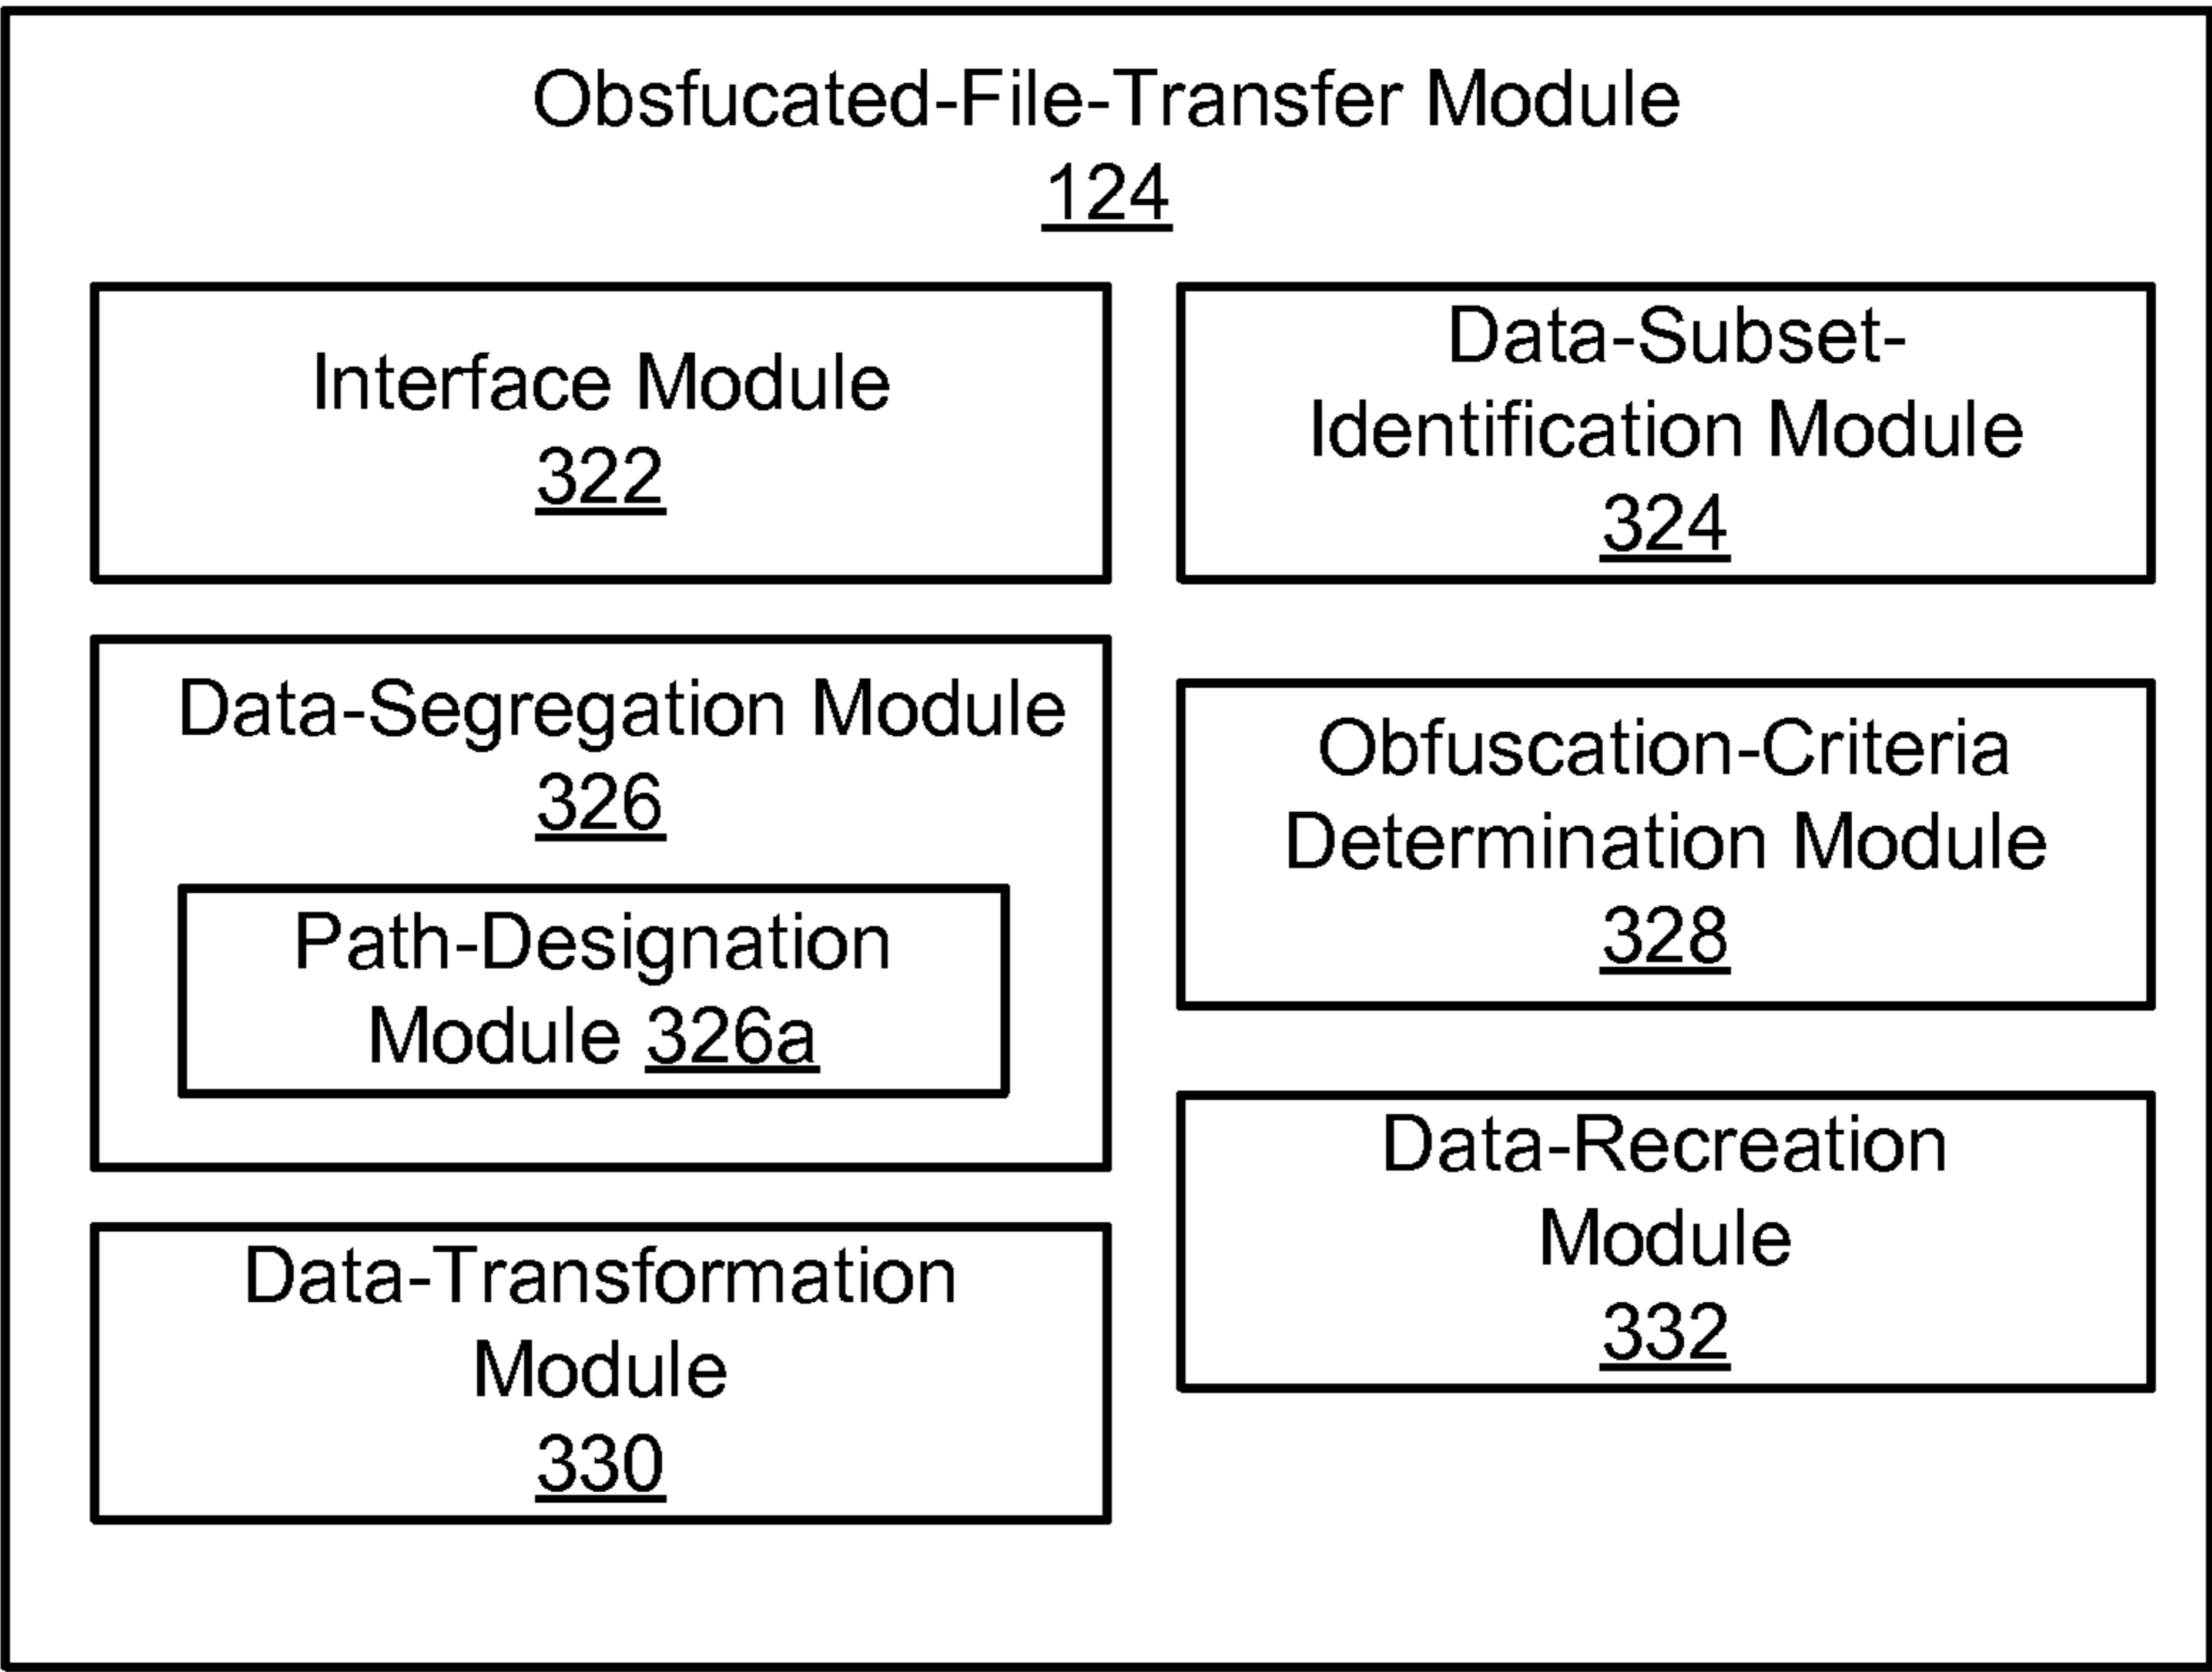 Obsfucated-File-Transfer Module
124
Interface Module
322
Data-Subset-
Identification Module
324
Data-Segregation Module
326
Path-Designation
Module 326a
Obfuscation-Criteria
Determination Module
328
Data-Transformation
Module
330
Data-Recreation
Module
332